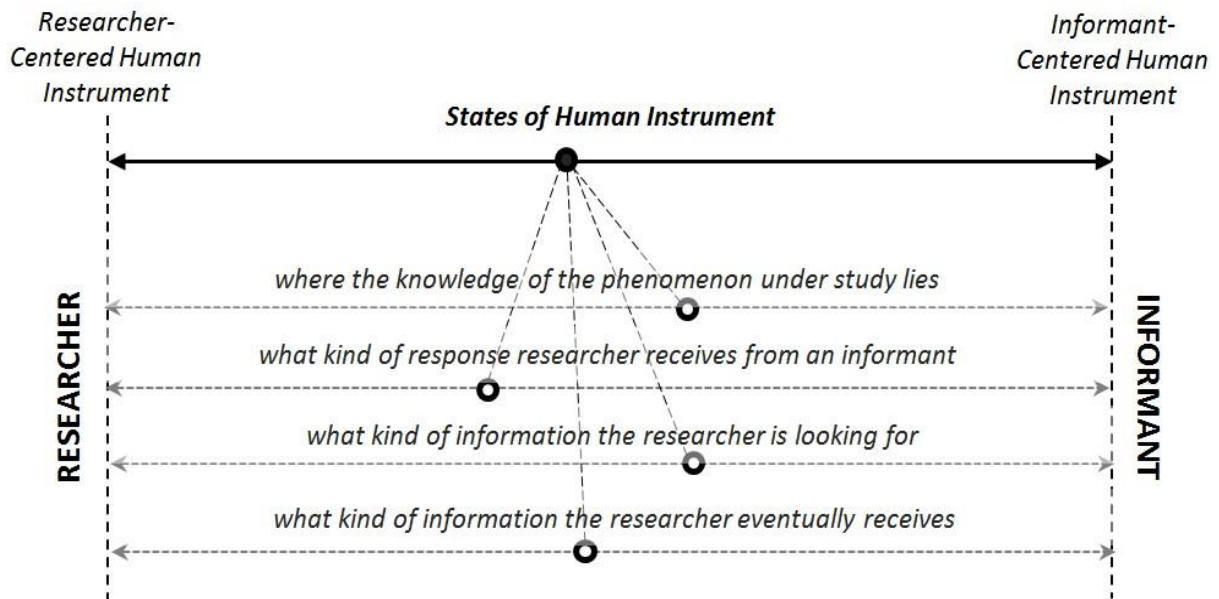 Researcher-
Centered Human
Instrument
Informant-
Centered Human
Instrument
States of Human Instrument
where the knowledge of the phenomenon under study lies
what kind of response researcher receives from an informant
what kind of information the researcher is looking for
what kind of information the researcher eventually receives
RESEARCHER
INFORMANT